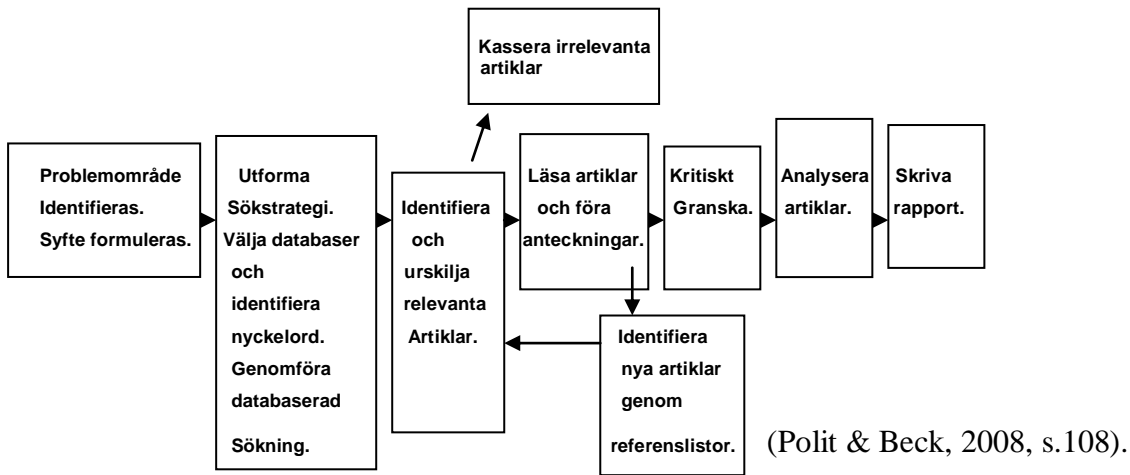 Kassera irrelevanta
artiklar
Problemområde
Identifieras.
Syfte formuleras.
Utforma
Sökstrategi.
Välja databaser
och
identifiera
nyckelord.
Genomföra
databaserad
Sökning.
Identifiera
och
urskilja
relevanta
Artiklar.
Läsa artiklar
och föra
anteckningar.
Kritiskt
Granska.
Analysera
artiklar.
Skriva
rapport.
Identifiera
nya artiklar
genom
referenslistor.
(Polit & Beck, 2008, s.108).